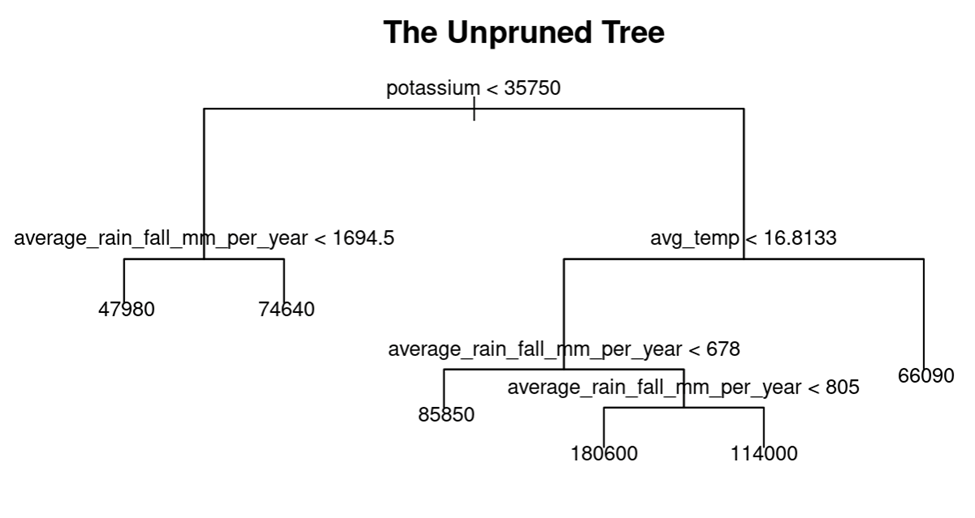 The Unpruned Tree
potassium < 35750
average_rain_fall_mm_per_year < 1694.5
avg_temp < 16.8133
47980
74640
average_rain_fall_mm_per_year < 678
66090
average_rain_fall_mm_per_year < 805
85850
180600
114000